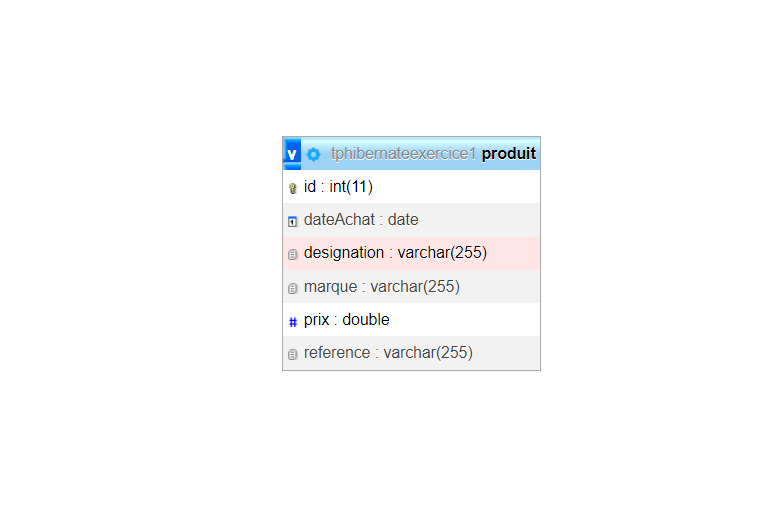 v tphibernateexercice1 produit
id : int(11)
dateAchat : date
designation : varchar(255)
marque : varchar(255)
# prix : double
reference : varchar(255)